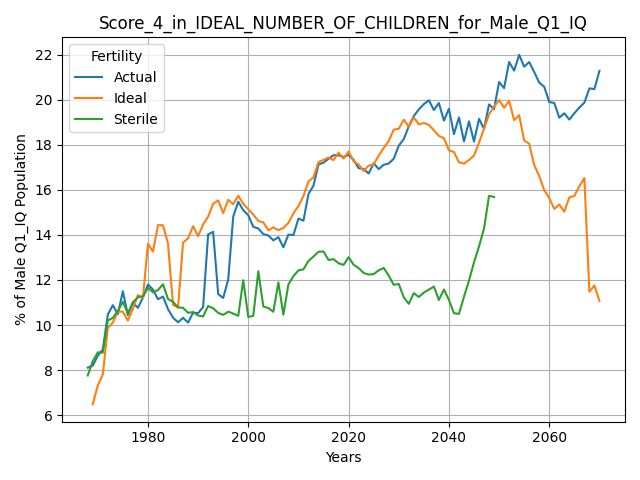 Score_4_in_IDEAL_NUMBER_OF_CHILDREN_for_Male_Q1_IQ
Fertility
Actual
Ideal
Sterile
% of Male Q1_IQ Population
22
20
18
16
14
12
10
8
6
1980
2000
2020
2040
2060
Years